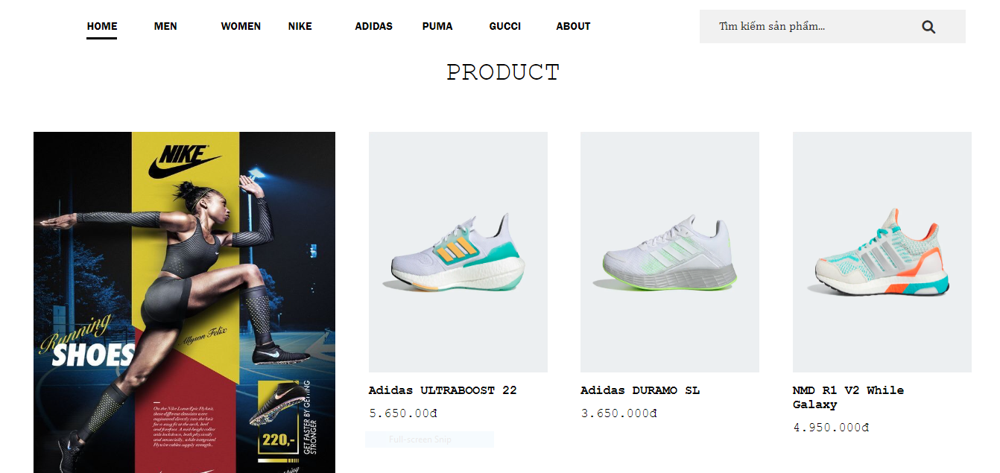 HOME MEN WOMEN NIKE ADIDAS PUMA GUCCI ABOUT Tìm kiếm sản phẩm...
PRODUCT
NIKE
Running
SHOES
Allyson Felix
220,-
GET FASTER BY GETTING
STRONGER
Adidas ULTRABOOST 22
5.650.00đ
Full-screen Snip
Adidas DURAMO SL
3.650.000đ
NMD R1 V2 While
Galaxy
4.950.000đ